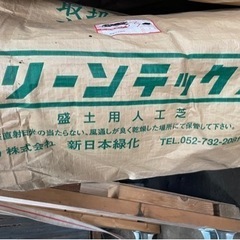 リーンテックス
盛土用人工芝
直射日光の当たらない、風通しが良く乾燥した場所にて保管して下さい。
株式会社 新日本緑化 TEL.052-732-20